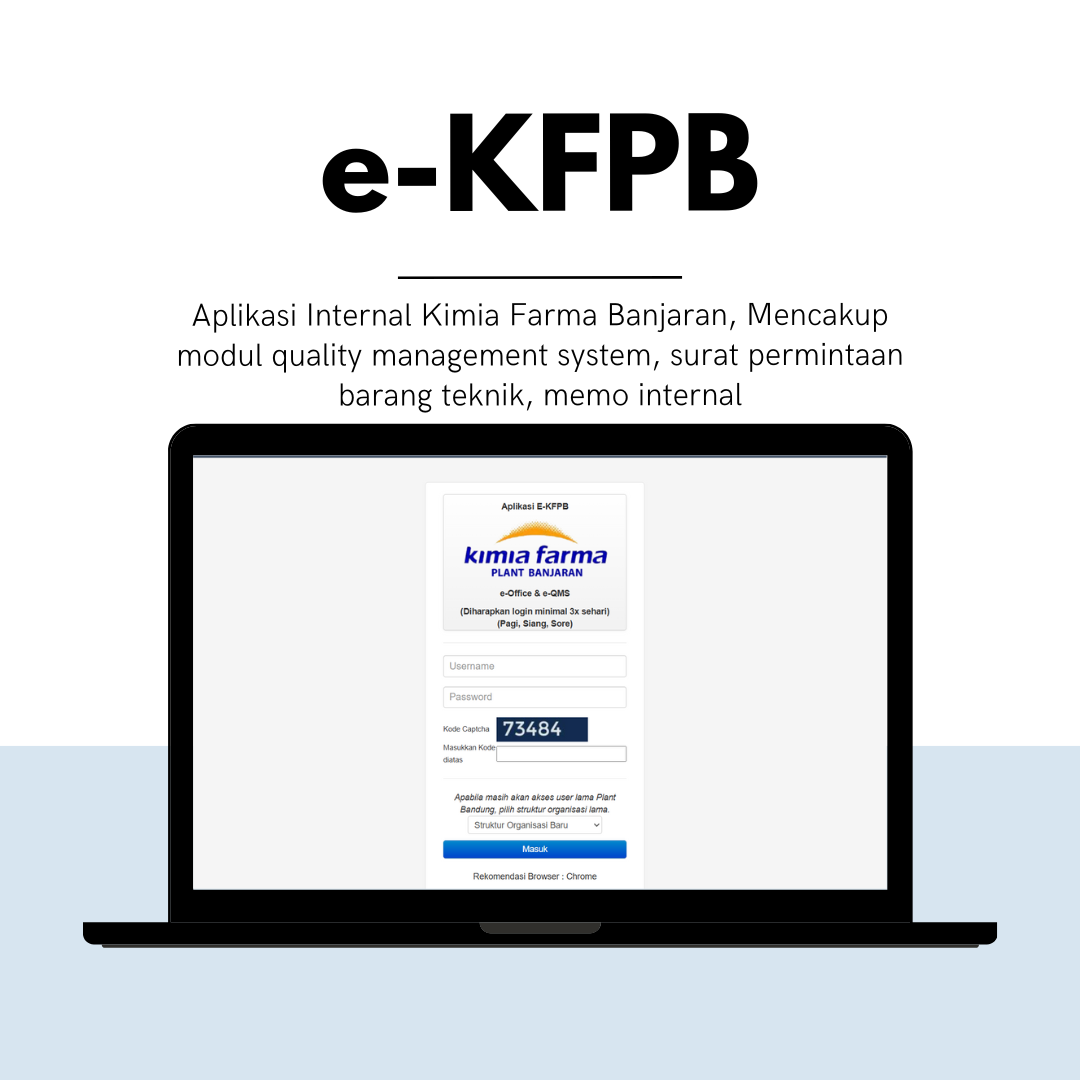 e-KFPB
Aplikasi Internal Kimia Farma Banjaran, Mencakup
modul quality management system, surat permintaan
barang teknik, memo internal
Aplikasi E-KFPB
kimia farma
PLANT BANJARAN
e-Office & e-QMS
(Diharapkan login minimal 3x sehari)
(Pagi, Siang, Sore)
Username
Password
Kode Captcha 73484
Masukkan Kode
diatas
Apabila masih akan akses user lama Plant
Bandung, pilih struktur organisasi lama.
Struktur Organisasi Baru
Masuk
Rekomendasi Browser : Chrome